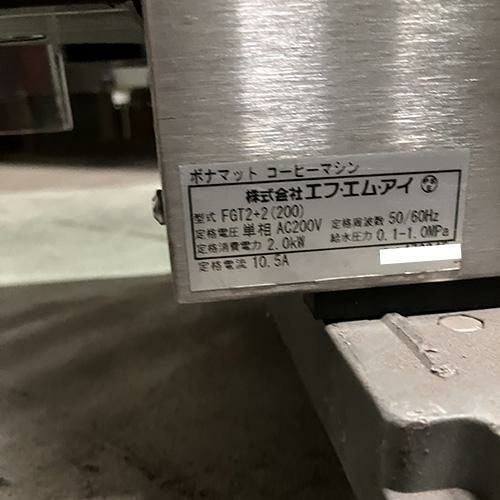 ボナマット コーヒーマシン
株式会社エフ・エム・アイ
型式 FGT2+2(200)
定格電圧 単相 AC200V 定格周波数 50/60Hz
定格消費電力 2.0kW 給水圧力 0.1-1.0MPa
定格電流 10.5A